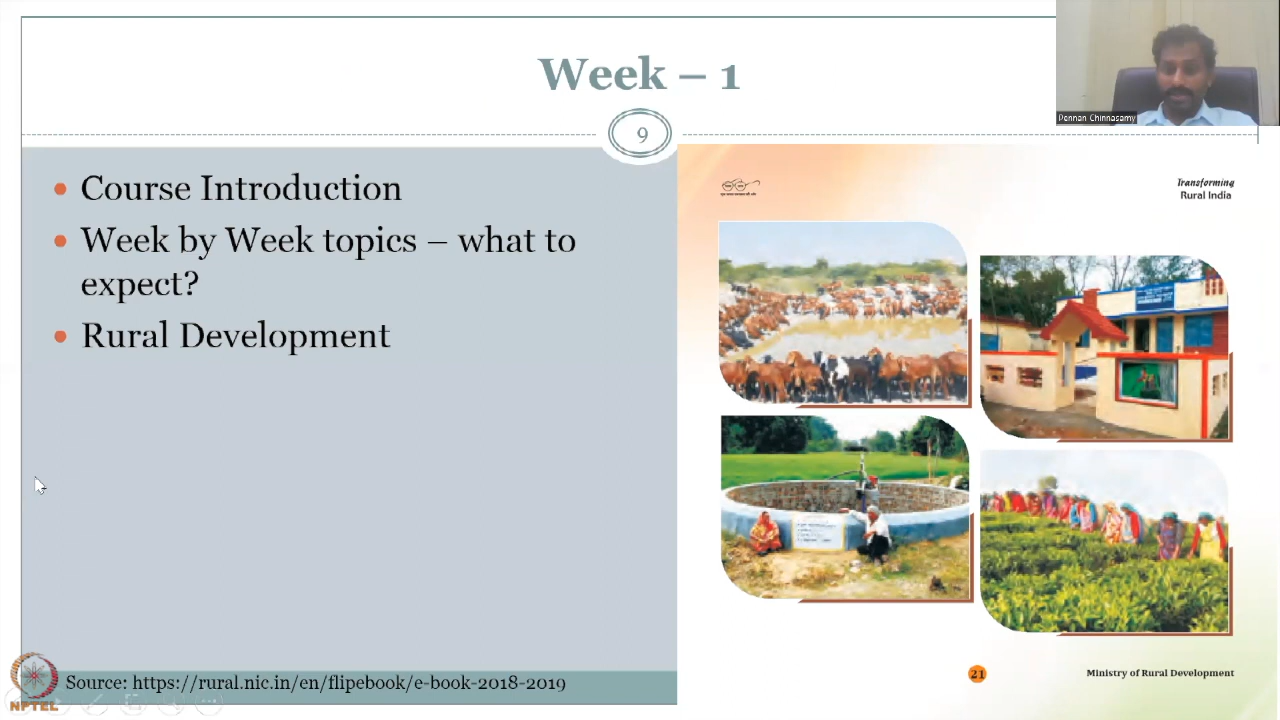 Week – 1
Pennan Chinnasamy
9
Course Introduction
Week by Week topics – what to
expect?
Rural Development
Transforming
Rural India
21
Ministry of Rural Development
Source: https://rural.nic.in/en/flipebook/e-book-2018-2019
NPTEL